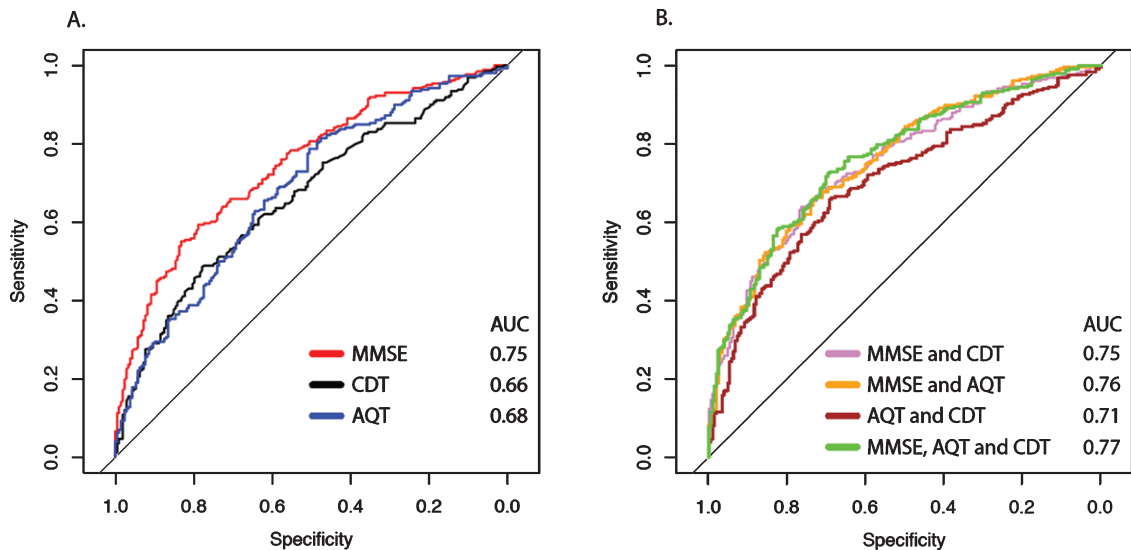 A.
Sensitivity
1.0
0.8
0.6
0.4
0.2
0.0
AUC
MMSE 0.75
CDT 0.66
AQT 0.68
1.0 0.8 0.6 0.4 0.2 0.0
Specificity
B.
Sensitivity
1.0
0.8
0.6
0.4
0.2
0.0
AUC
MMSE and CDT 0.75
MMSE and AQT 0.76
AQT and CDT 0.71
MMSE, AQT and CDT 0.77
1.0 0.8 0.6 0.4 0.2 0.0
Specificity